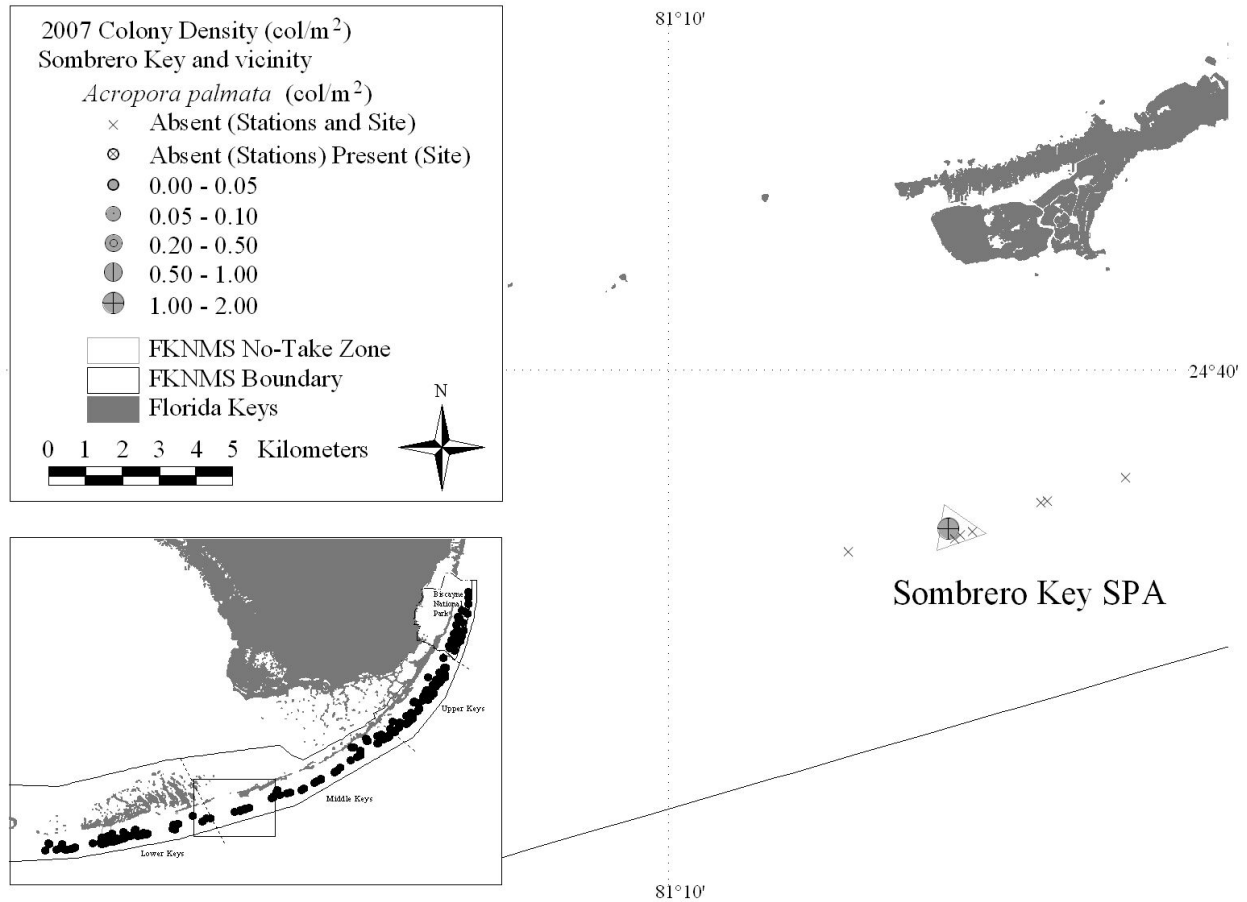 2007 Colony Density (col/m²)
Sombrero Key and vicinity
Acropora palmata (col/m²)
Absent (Stations and Site)
Absent (Stations) Present (Site)
0.00 - 0.05
0.05 - 0.10
0.20 - 0.50
0.50 - 1.00
1.00 - 2.00
FKNMS No-Take Zone
FKNMS Boundary
Florida Keys
N
0 1 2 3 4 5 Kilometers
81°10'
24°40'
Sombrero Key SPA
81°10'
Biscayne
National
Park
Upper Keys
Middle Keys
Lower Keys